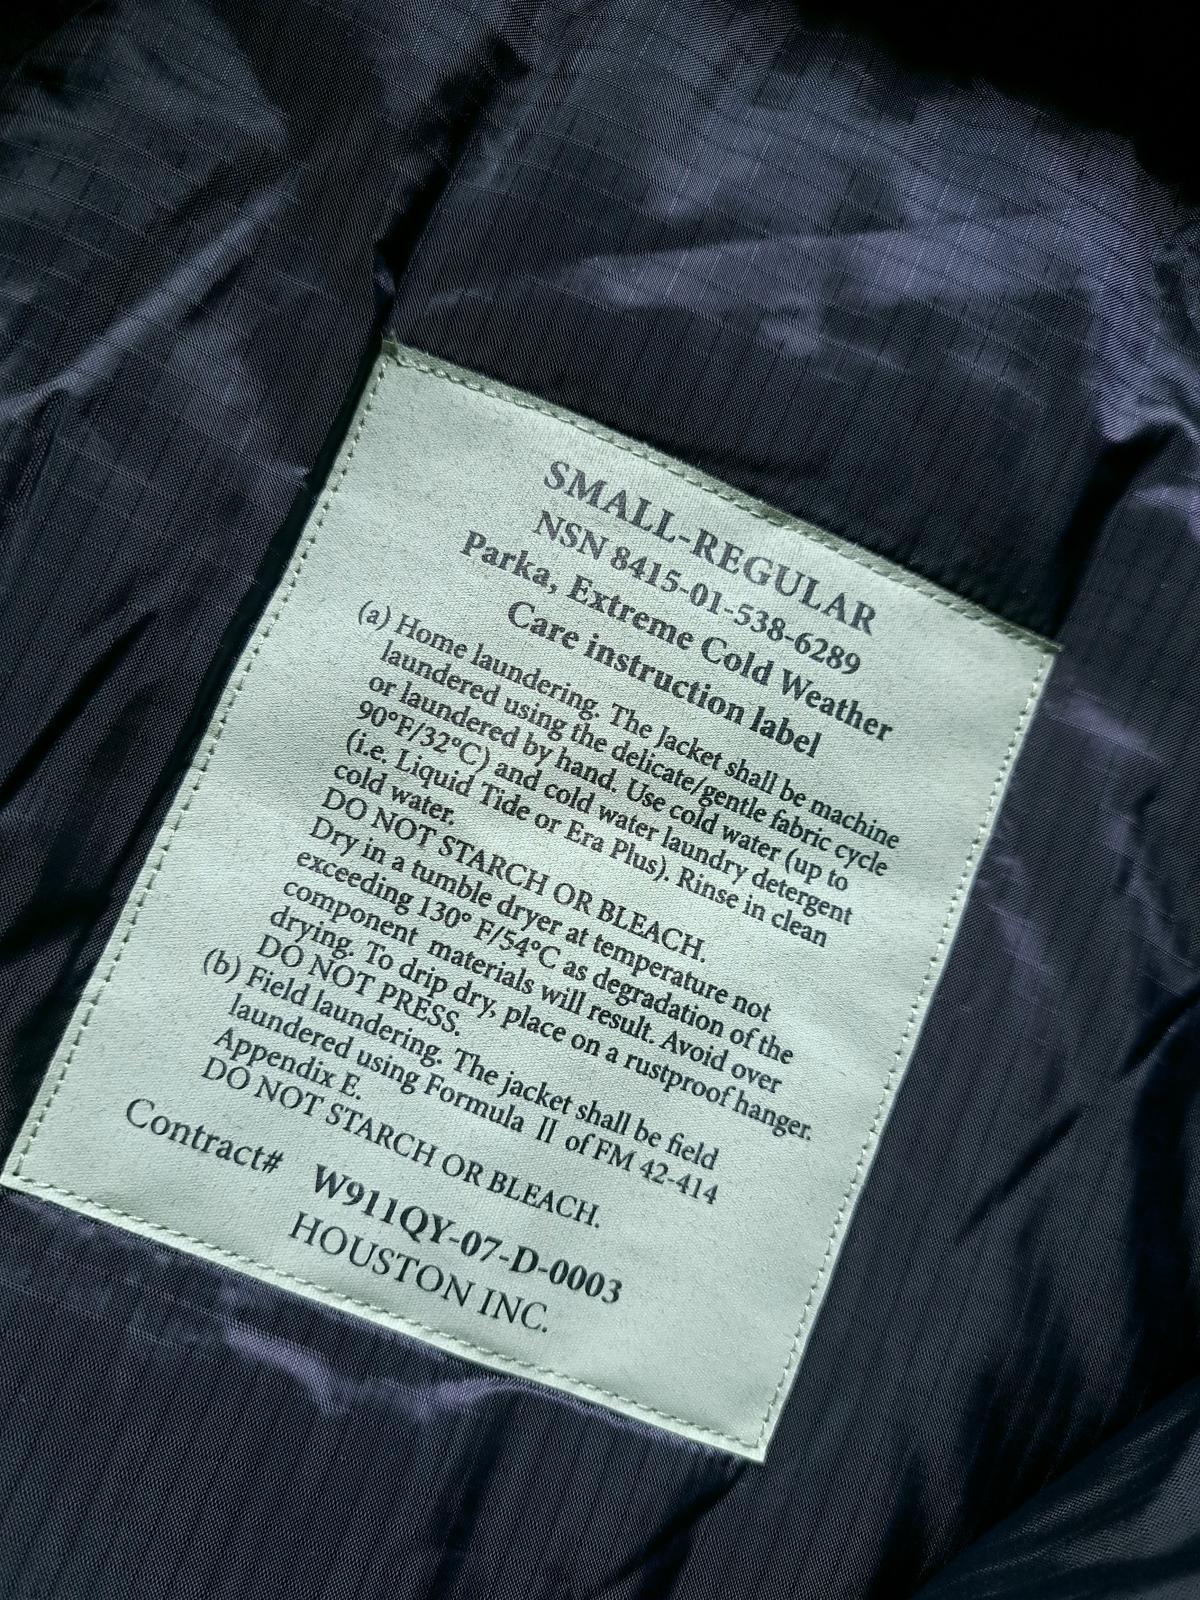 SMALL-REGULAR
NSN 8415-01-538-6289
Parka, Extreme Cold Weather
Care instruction label
(a) Home laundering. The Jacket shall be machine
laundered using the delicate/gentle fabric cycle
or laundered by hand. Use cold water (up to
90°F/32°C) and cold water laundry detergent
(i.e. Liquid Tide or Era Plus). Rinse in clean
cold water.
DO NOT STARCH OR BLEACH.
Dry in a tumble dryer at temperature not
exceeding 130° F/54°C as degradation of the
component materials will result. Avoid over
drying. To drip dry, place on a rustproof hanger.
DO NOT PRESS.
(b) Field laundering. The jacket shall be field
laundered using Formula II of FM 42-414
Appendix E.
DO NOT STARCH OR BLEACH.
Contract# W911QY-07-D-0003
HOUSTON INC.